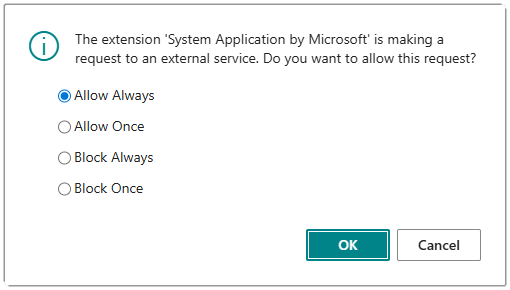 The extension 'System Application by Microsoft' is making a
request to an external service. Do you want to allow this request?
Allow Always
Allow Once
Block Always
Block Once
OK
Cancel